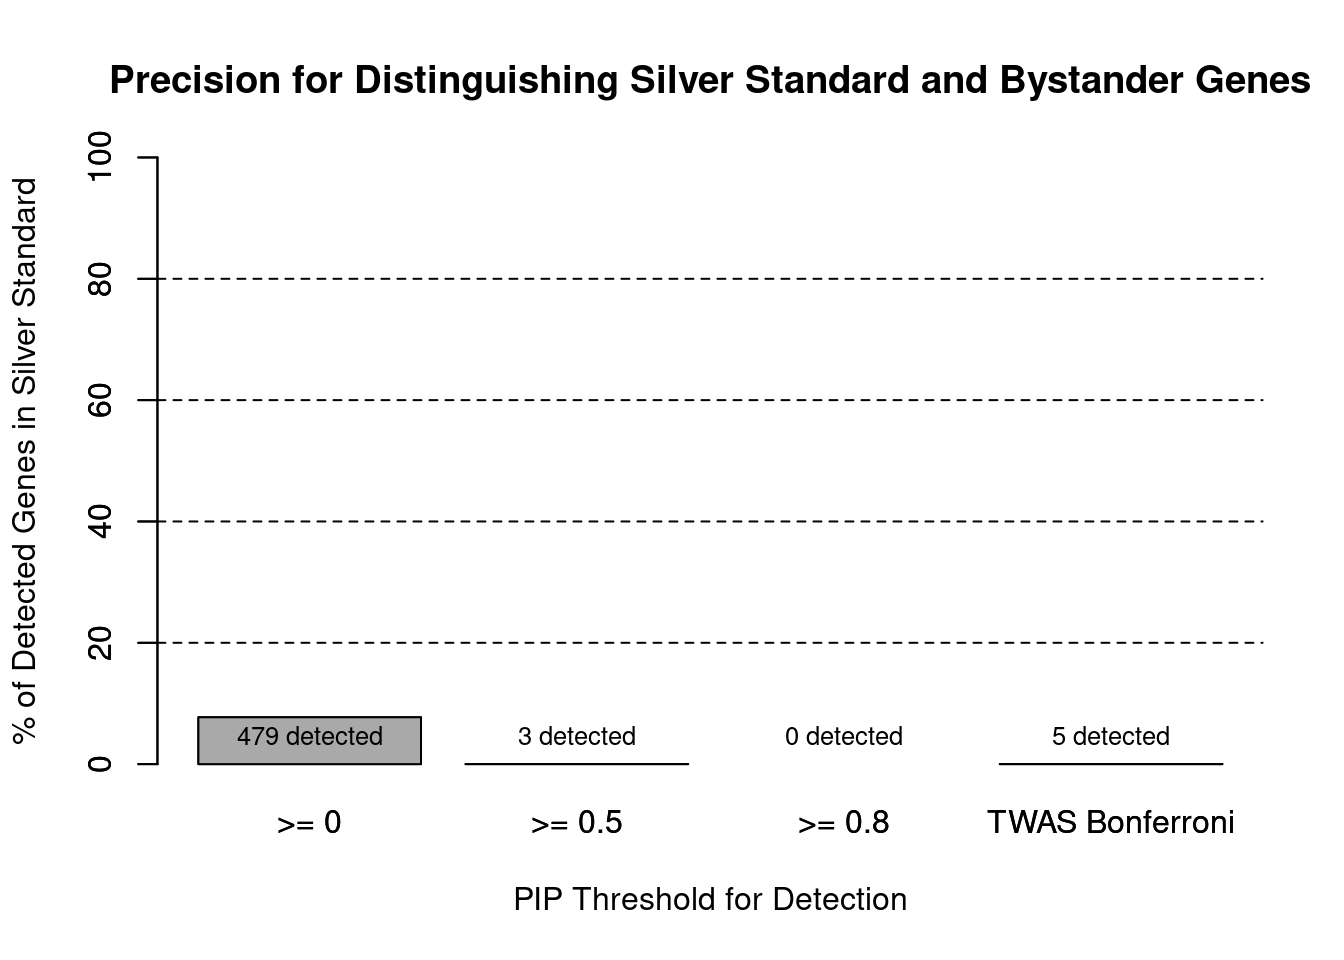 Precision for Distinguishing Silver Standard and Bystander Genes
% of Detected Genes in Silver Standard
100
80
60
40
20
0
479 detected
3 detected
0 detected
5 detected
>= 0
>= 0.5
>= 0.8
TWAS Bonferroni
PIP Threshold for Detection